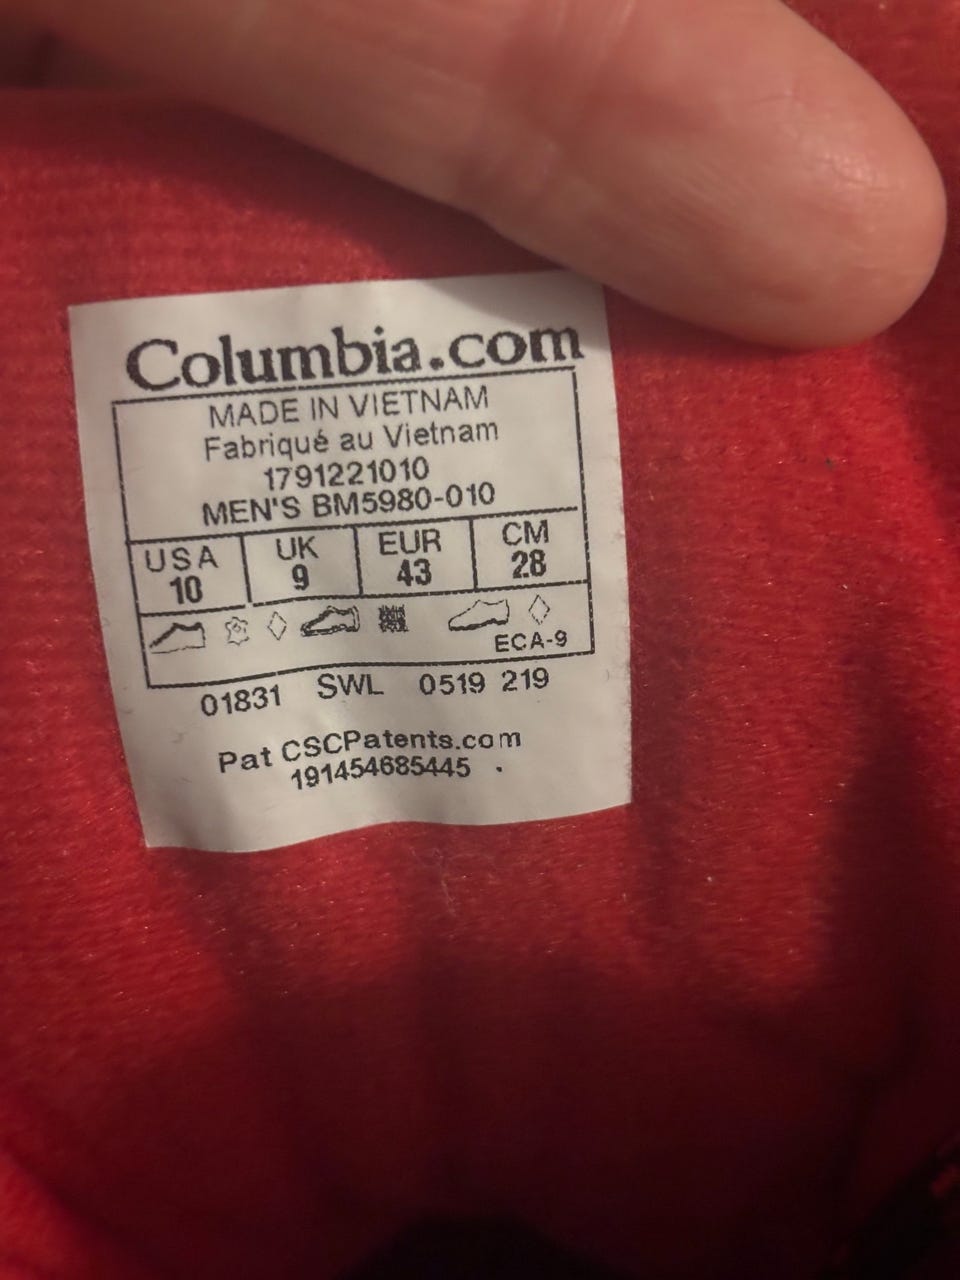 Columbia.com
MADE IN VIETNAM
Fabriqué au Vietnam
1791221010
MEN'S BM5980-010
USA UK EUR CM
10 9 43 28
ECA-9
01831 SWL 0519 219
Pat CSCPatents.com
191454685445